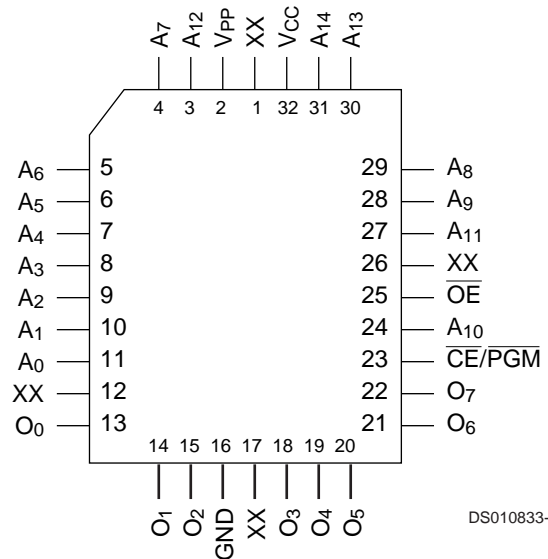 A7 A12 VPP XX VCC A14 A13
4 3 2 1 32 31 30
A6 5 29 A8
A5 6 28 A9
A4 7 27 A11
A3 8 26 XX
A2 9 25 O̅E̅
A1 10 24 A10
A0 11 23 C̅E̅/P̅G̅M̅
XX 12 22 O7
O0 13 21 O6
14 15 16 17 18 19 20
O1 O2 GND XX O3 O4 O5
DS010833-